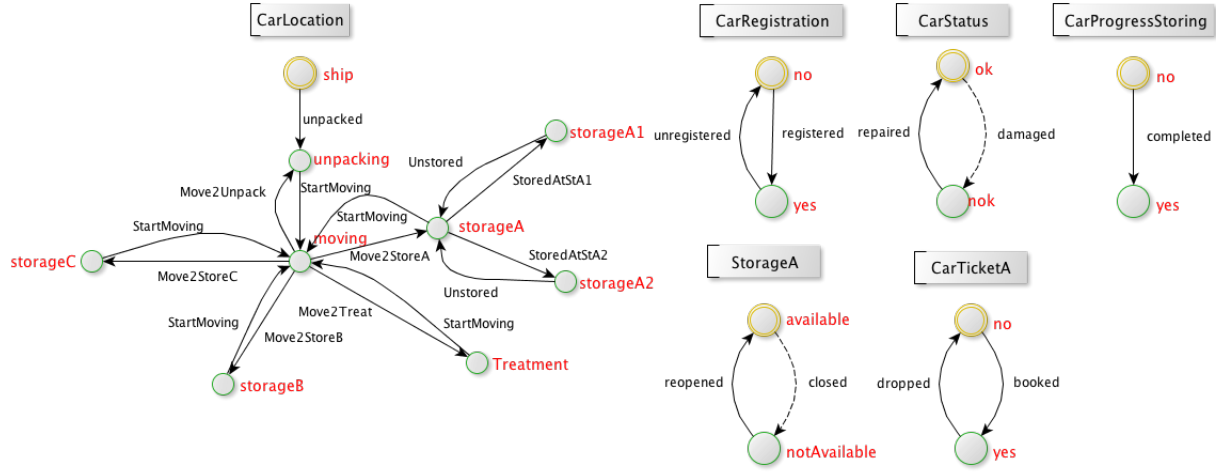 CarLocation
ship
unpacked
unpacking
storageA1
Unstored
Move2Unpack
StartMoving
StoredAtStA1
StartMoving
StartMoving
storageA
moving
Move2StoreA
StoredAtStA2
storageC
Move2StoreC
storageA2
Unstored
Move2Treat
StartMoving
StartMoving
Move2StoreB
Treatment
storageB
CarRegistration
no
unregistered
registered
yes
CarStatus
ok
repaired
damaged
nok
CarProgressStoring
no
completed
yes
StorageA
available
reopened
closed
notAvailable
CarTicketA
no
dropped
booked
yes